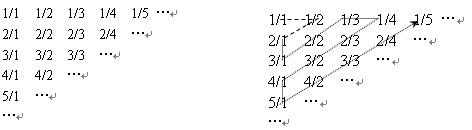 1/1 1/2 1/3 1/4 1/5 …↵
2/1 2/2 2/3 2/4 …↵
3/1 3/2 3/3 …↵
4/1 4/2 …↵
5/1 …↵
…↵
1/1 1/2 1/3 1/4 1/5 …↵
2/1 2/2 2/3 2/4 …↵
3/1 3/2 3/3 …↵
4/1 4/2 …↵
5/1 …↵
…↵